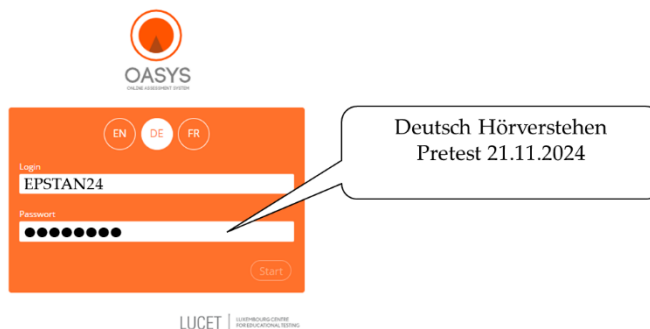 OASYS
ONLINE ASSESSMENT SYSTEM
EN DE FR
Login
EPSTAN24
Passwort
Start
Deutsch Hörverstehen
Pretest 21.11.2024
LUCET
LUXEMBOURG CENTRE
FOR EDUCATIONAL TESTING